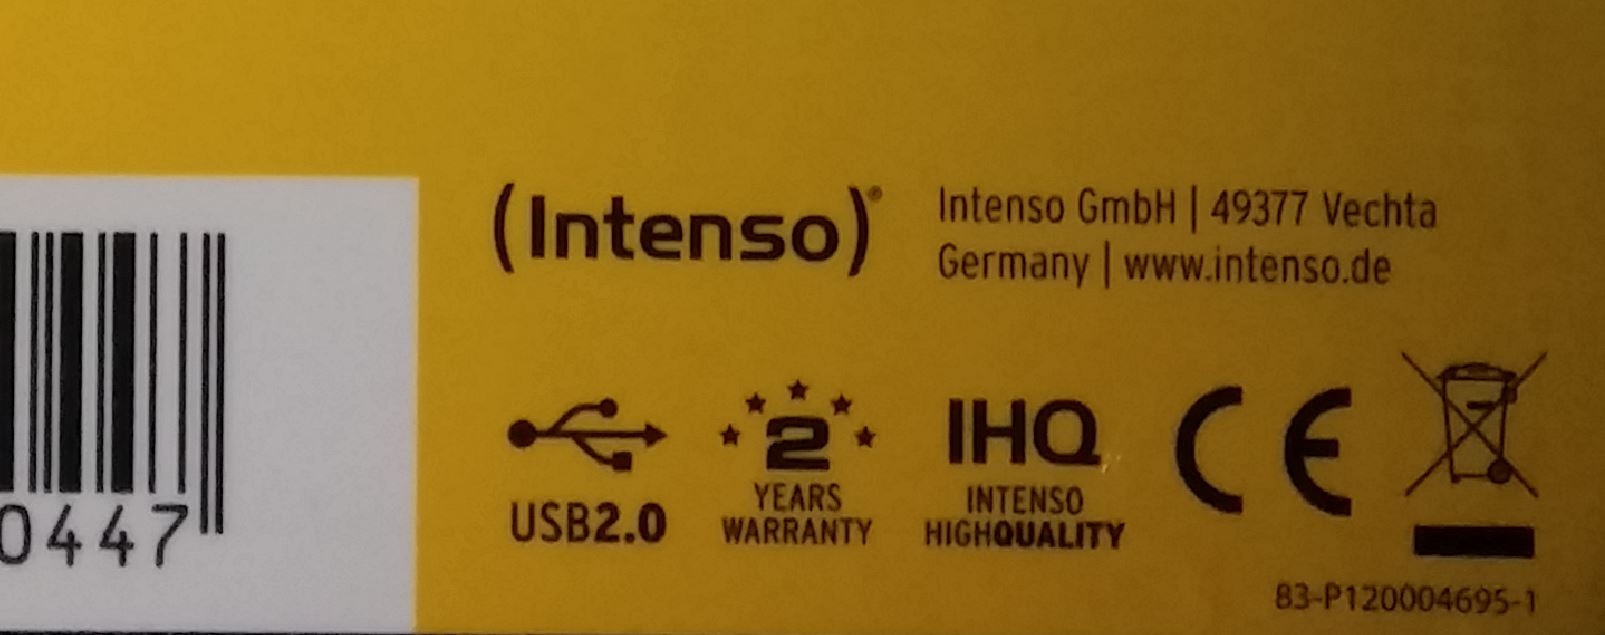 (Intenso)®
Intenso GmbH | 49377 Vechta
Germany | www.intenso.de
2
IHQ
CE
USB2.0
YEARS
WARRANTY
INTENSO
HIGHQUALITY
0447
83-P120004695-1